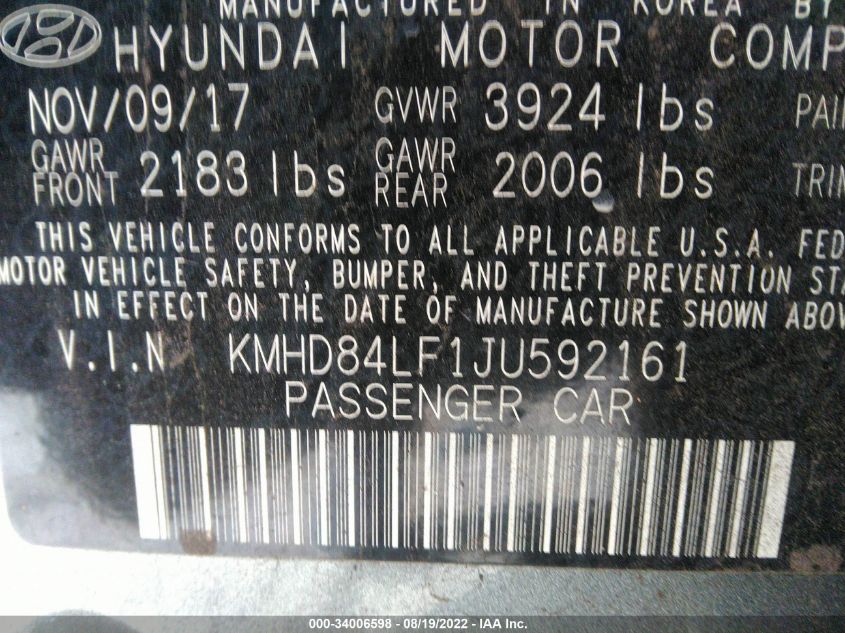 MANUFACTURED IN KOREA BY
HYUNDAI MOTOR COMP
NOV/09/17 GVWR 3924 lbs PAI
GAWR FRONT 2183 lbs GAWR REAR 2006 lbs TRIM
THIS VEHICLE CONFORMS TO ALL APPLICABLE U.S.A. FED
MOTOR VEHICLE SAFETY, BUMPER, AND THEFT PREVENTION STA
IN EFFECT ON THE DATE OF MANUFACTURE SHOWN ABOV
V.I.N KMHD84LF1JU592161
PASSENGER CAR
000-34006598 - 08/19/2022 - IAA Inc.